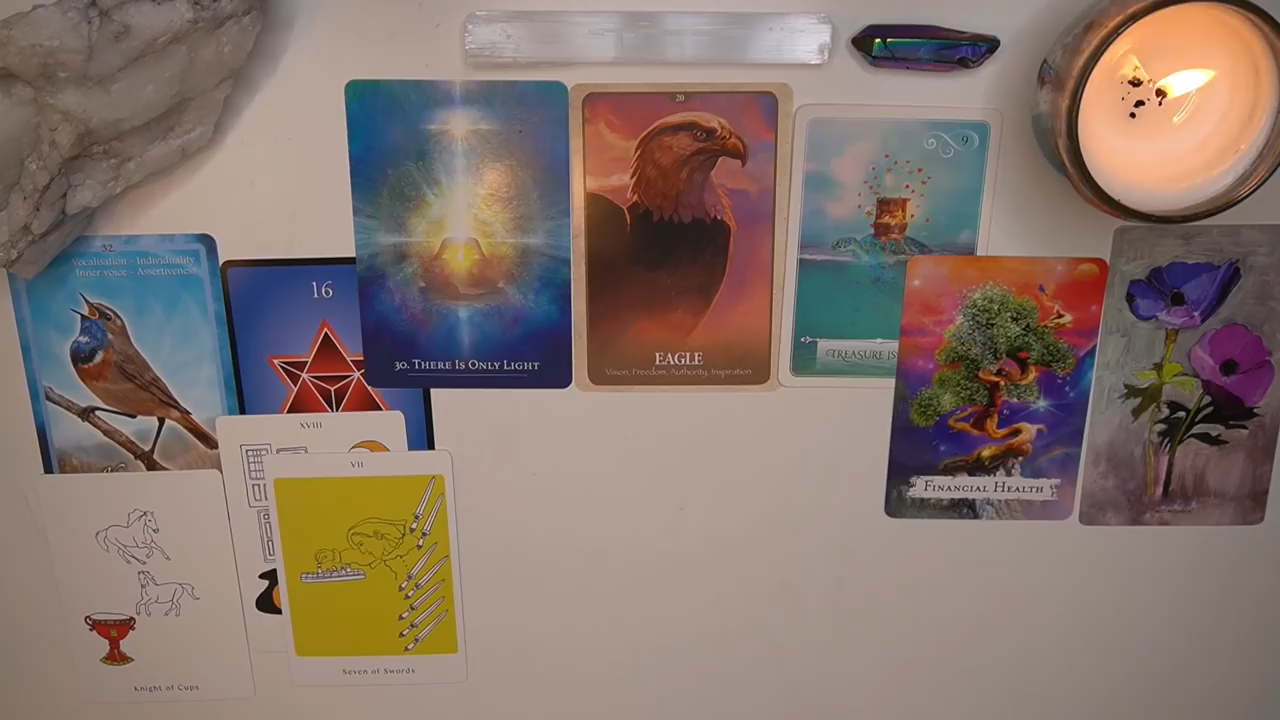 32
Vocalisation - Individuality
Inner voice - Assertiveness
16
30. There Is Only Light
20
EAGLE
Vision, Freedom, Authority, Inspiration
9
TREASURE IS
Financial Health
XVIII
VII
Knight of Cups
Seven of Swords